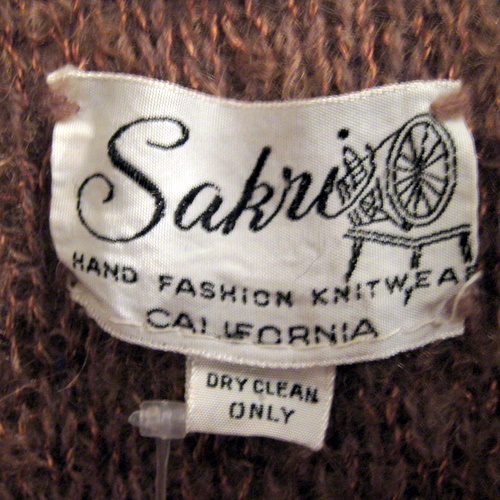 Sakri
HAND FASHION KNITWEAR
CALIFORNIA
DRY CLEAN
ONLY